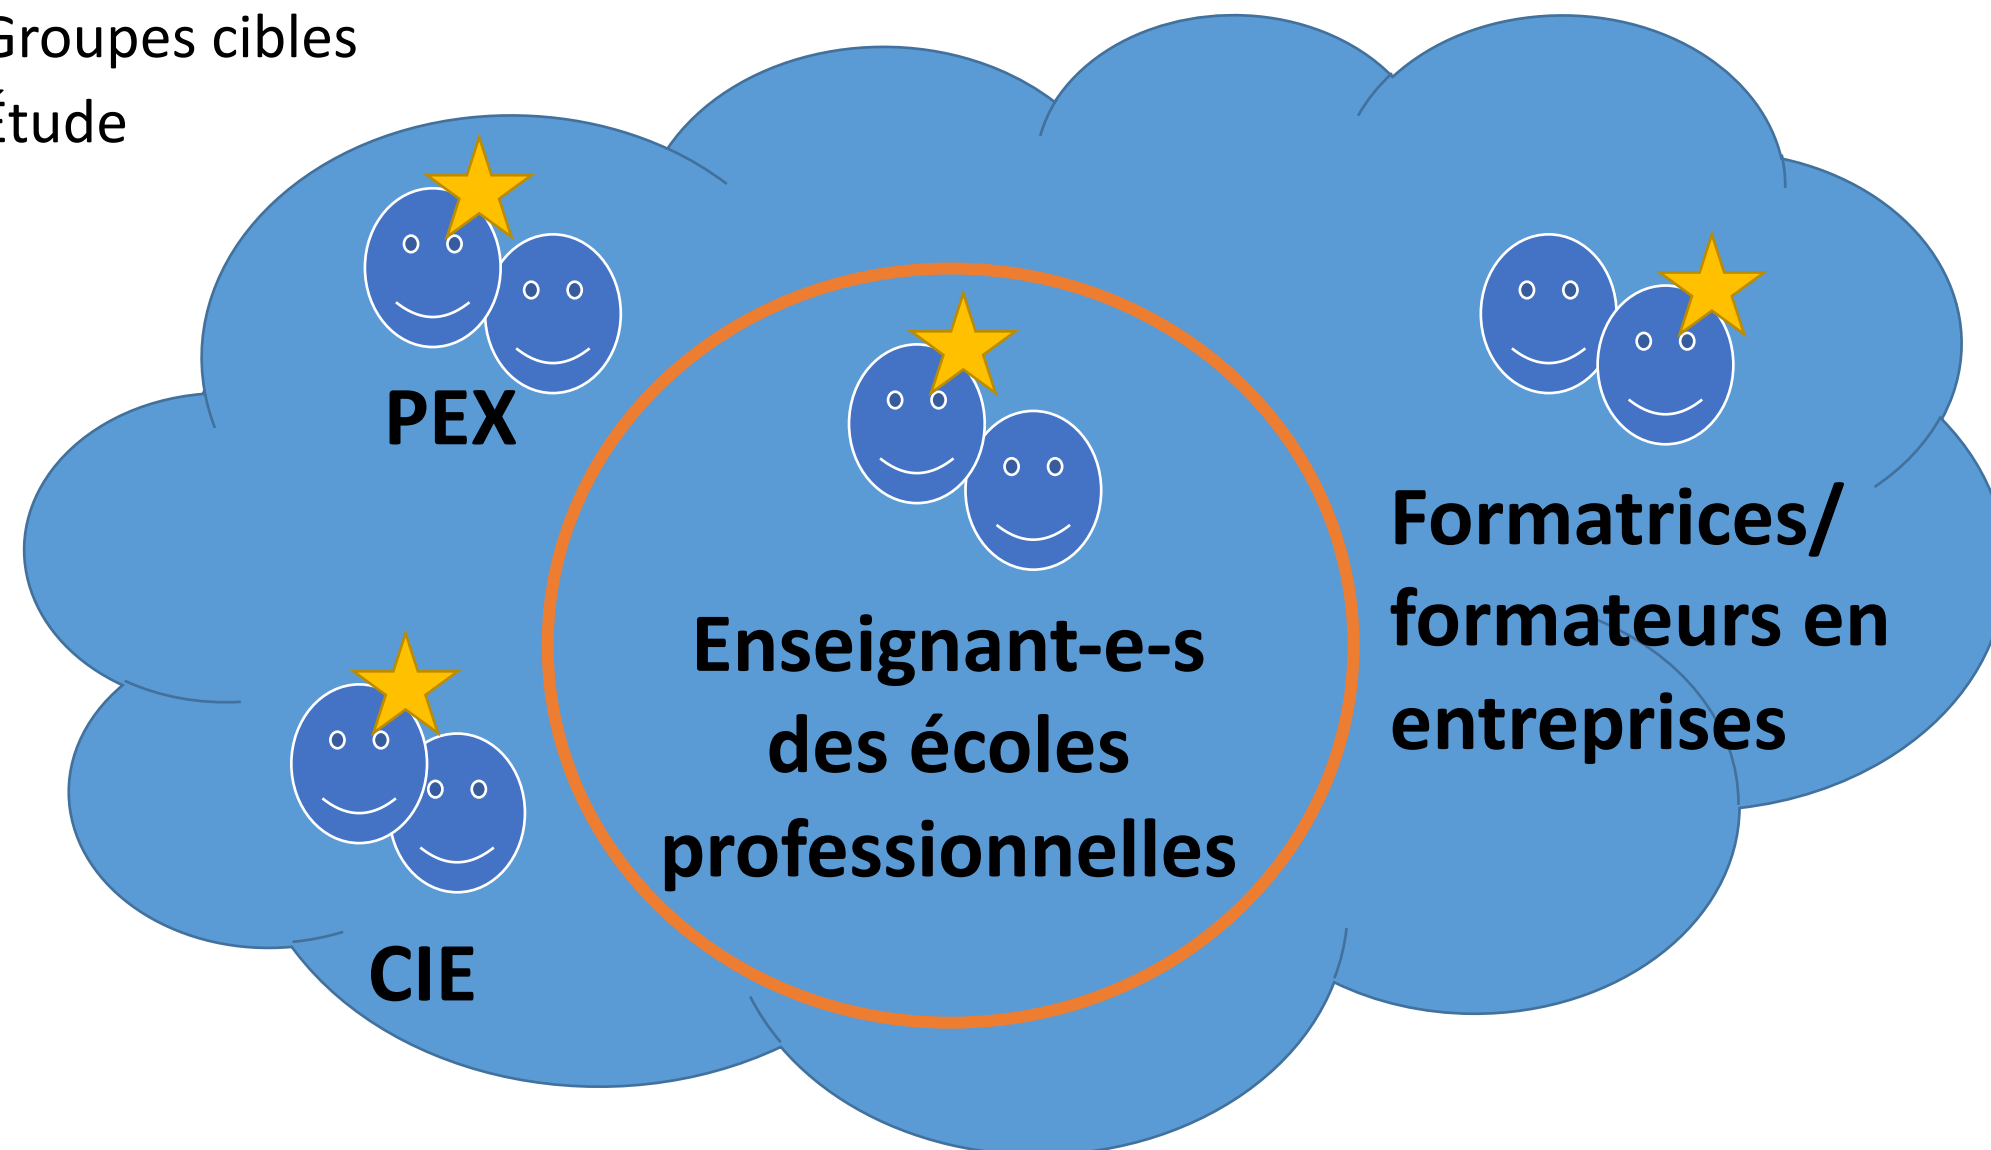 Groupes cibles
Étude
PEX
Formatrices/
formateurs en
entreprises
Enseignant-e-s
des écoles
professionnelles
CIE